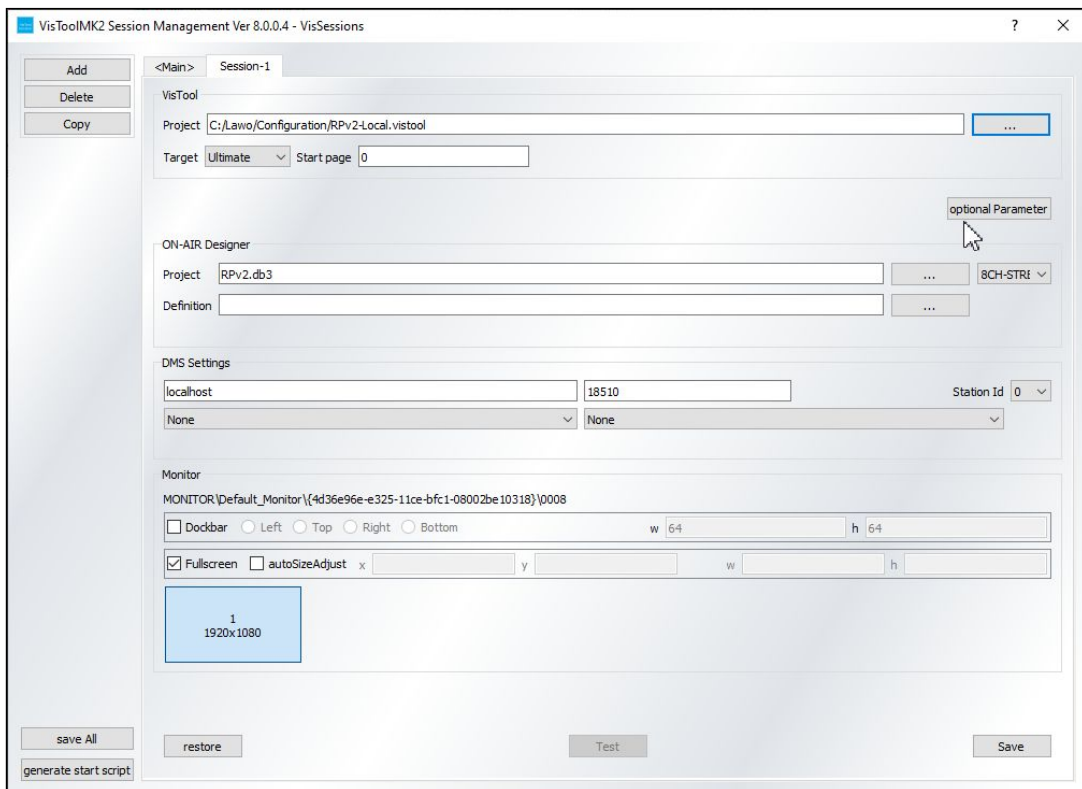 VisToolMK2 Session Management Ver 8.0.0.4 - VisSessions ?
Add
Delete
Copy
<Main> Session-1
VisTool
Project C:/Lawo/Configuration/RPv2-Local.vistool ...
Target Ultimate Start page 0
optional Parameter
ON-AIR Designer
Project RPv2.db3 ... 8CH-STRE
Definition ...
DMS Settings
localhost 18510 Station Id 0
None None
Monitor
MONITOR\Default_Monitor\{4d36e96e-e325-11ce-bfc1-08002be10318}\0008
Dockbar Left Top Right Bottom w 64 h 64
Fullscreen autoSizeAdjust x y w h
1
1920x1080
save All
restore Test Save
generate start script